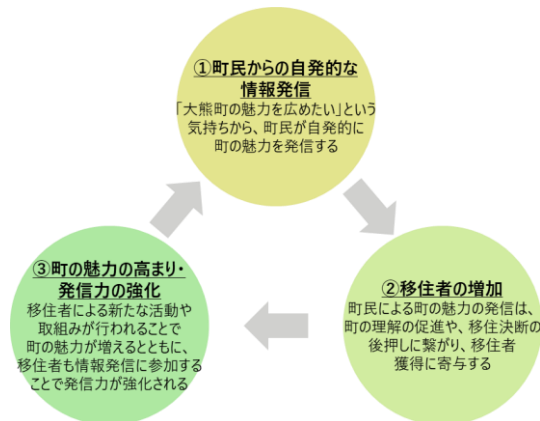 ①町民からの自発的な
情報発信
「大熊町の魅力を広めたい」という
気持ちから、町民が自発的に
町の魅力を発信する
②移住者の増加
町民による町の魅力の発信は、
町の理解の促進や、移住決断の
後押しに繋がり、移住者
獲得に寄与する
③町の魅力の高まり・
発信力の強化
移住者による新たな活動や
取組みが行われることで
町の魅力が増えるとともに、
移住者も情報発信に参加する
ことで発信力が強化される